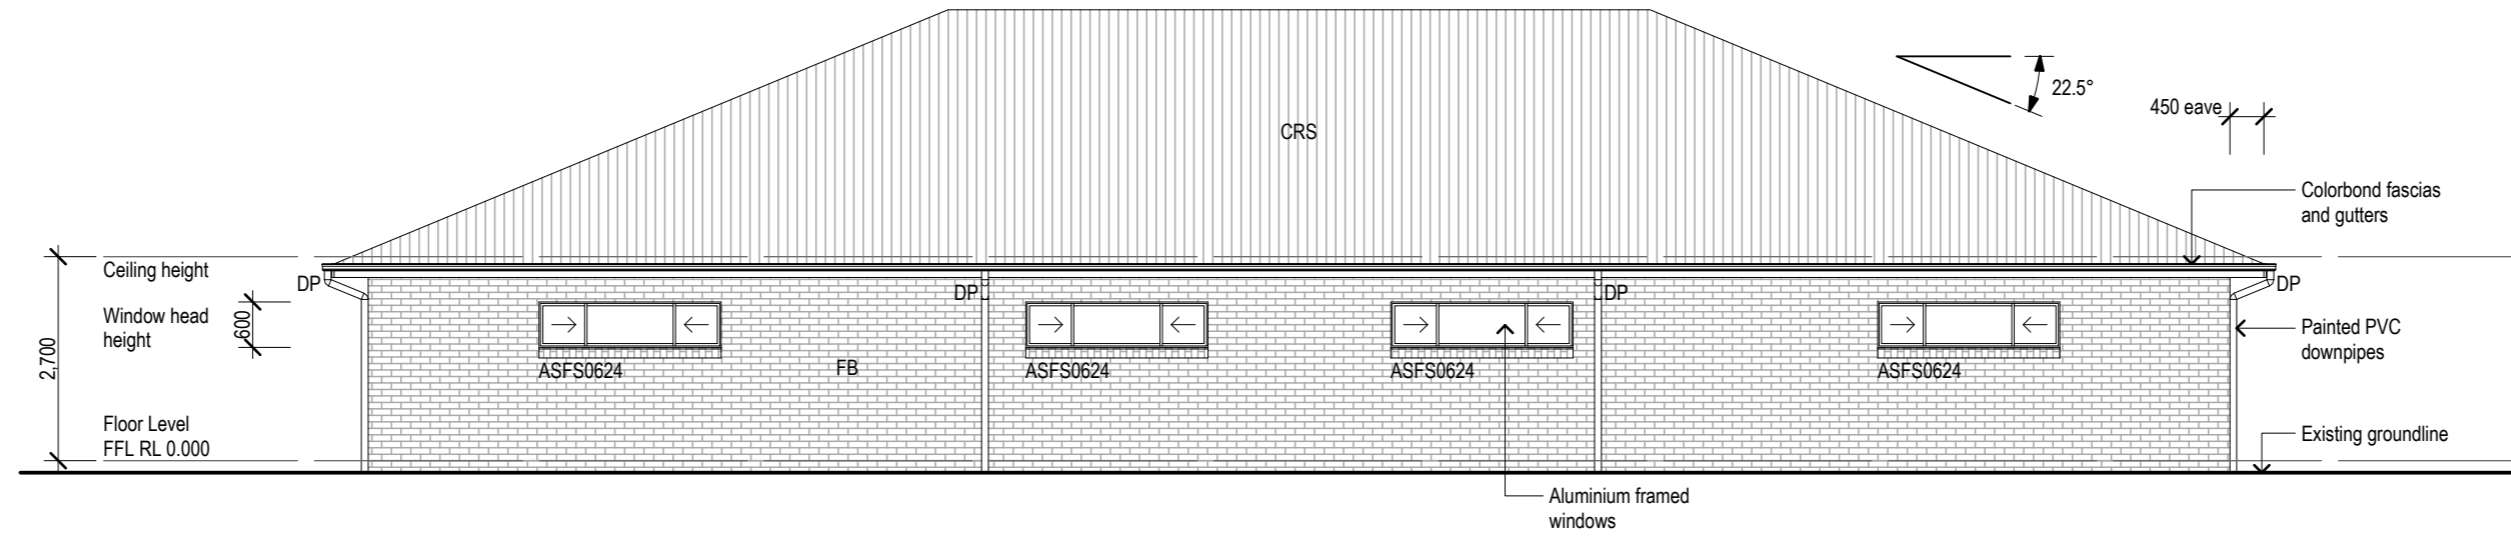 22.5°
450 eave
CRS
Colorbond fascias
and gutters
Ceiling height
DP
DP
DP
DP
Window head
height
600
2,700
Painted PVC
downpipes
ASFS0624
FB
ASFS0624
ASFS0624
ASFS0624
Floor Level
FFL RL 0.000
Existing groundline
Aluminium framed
windows